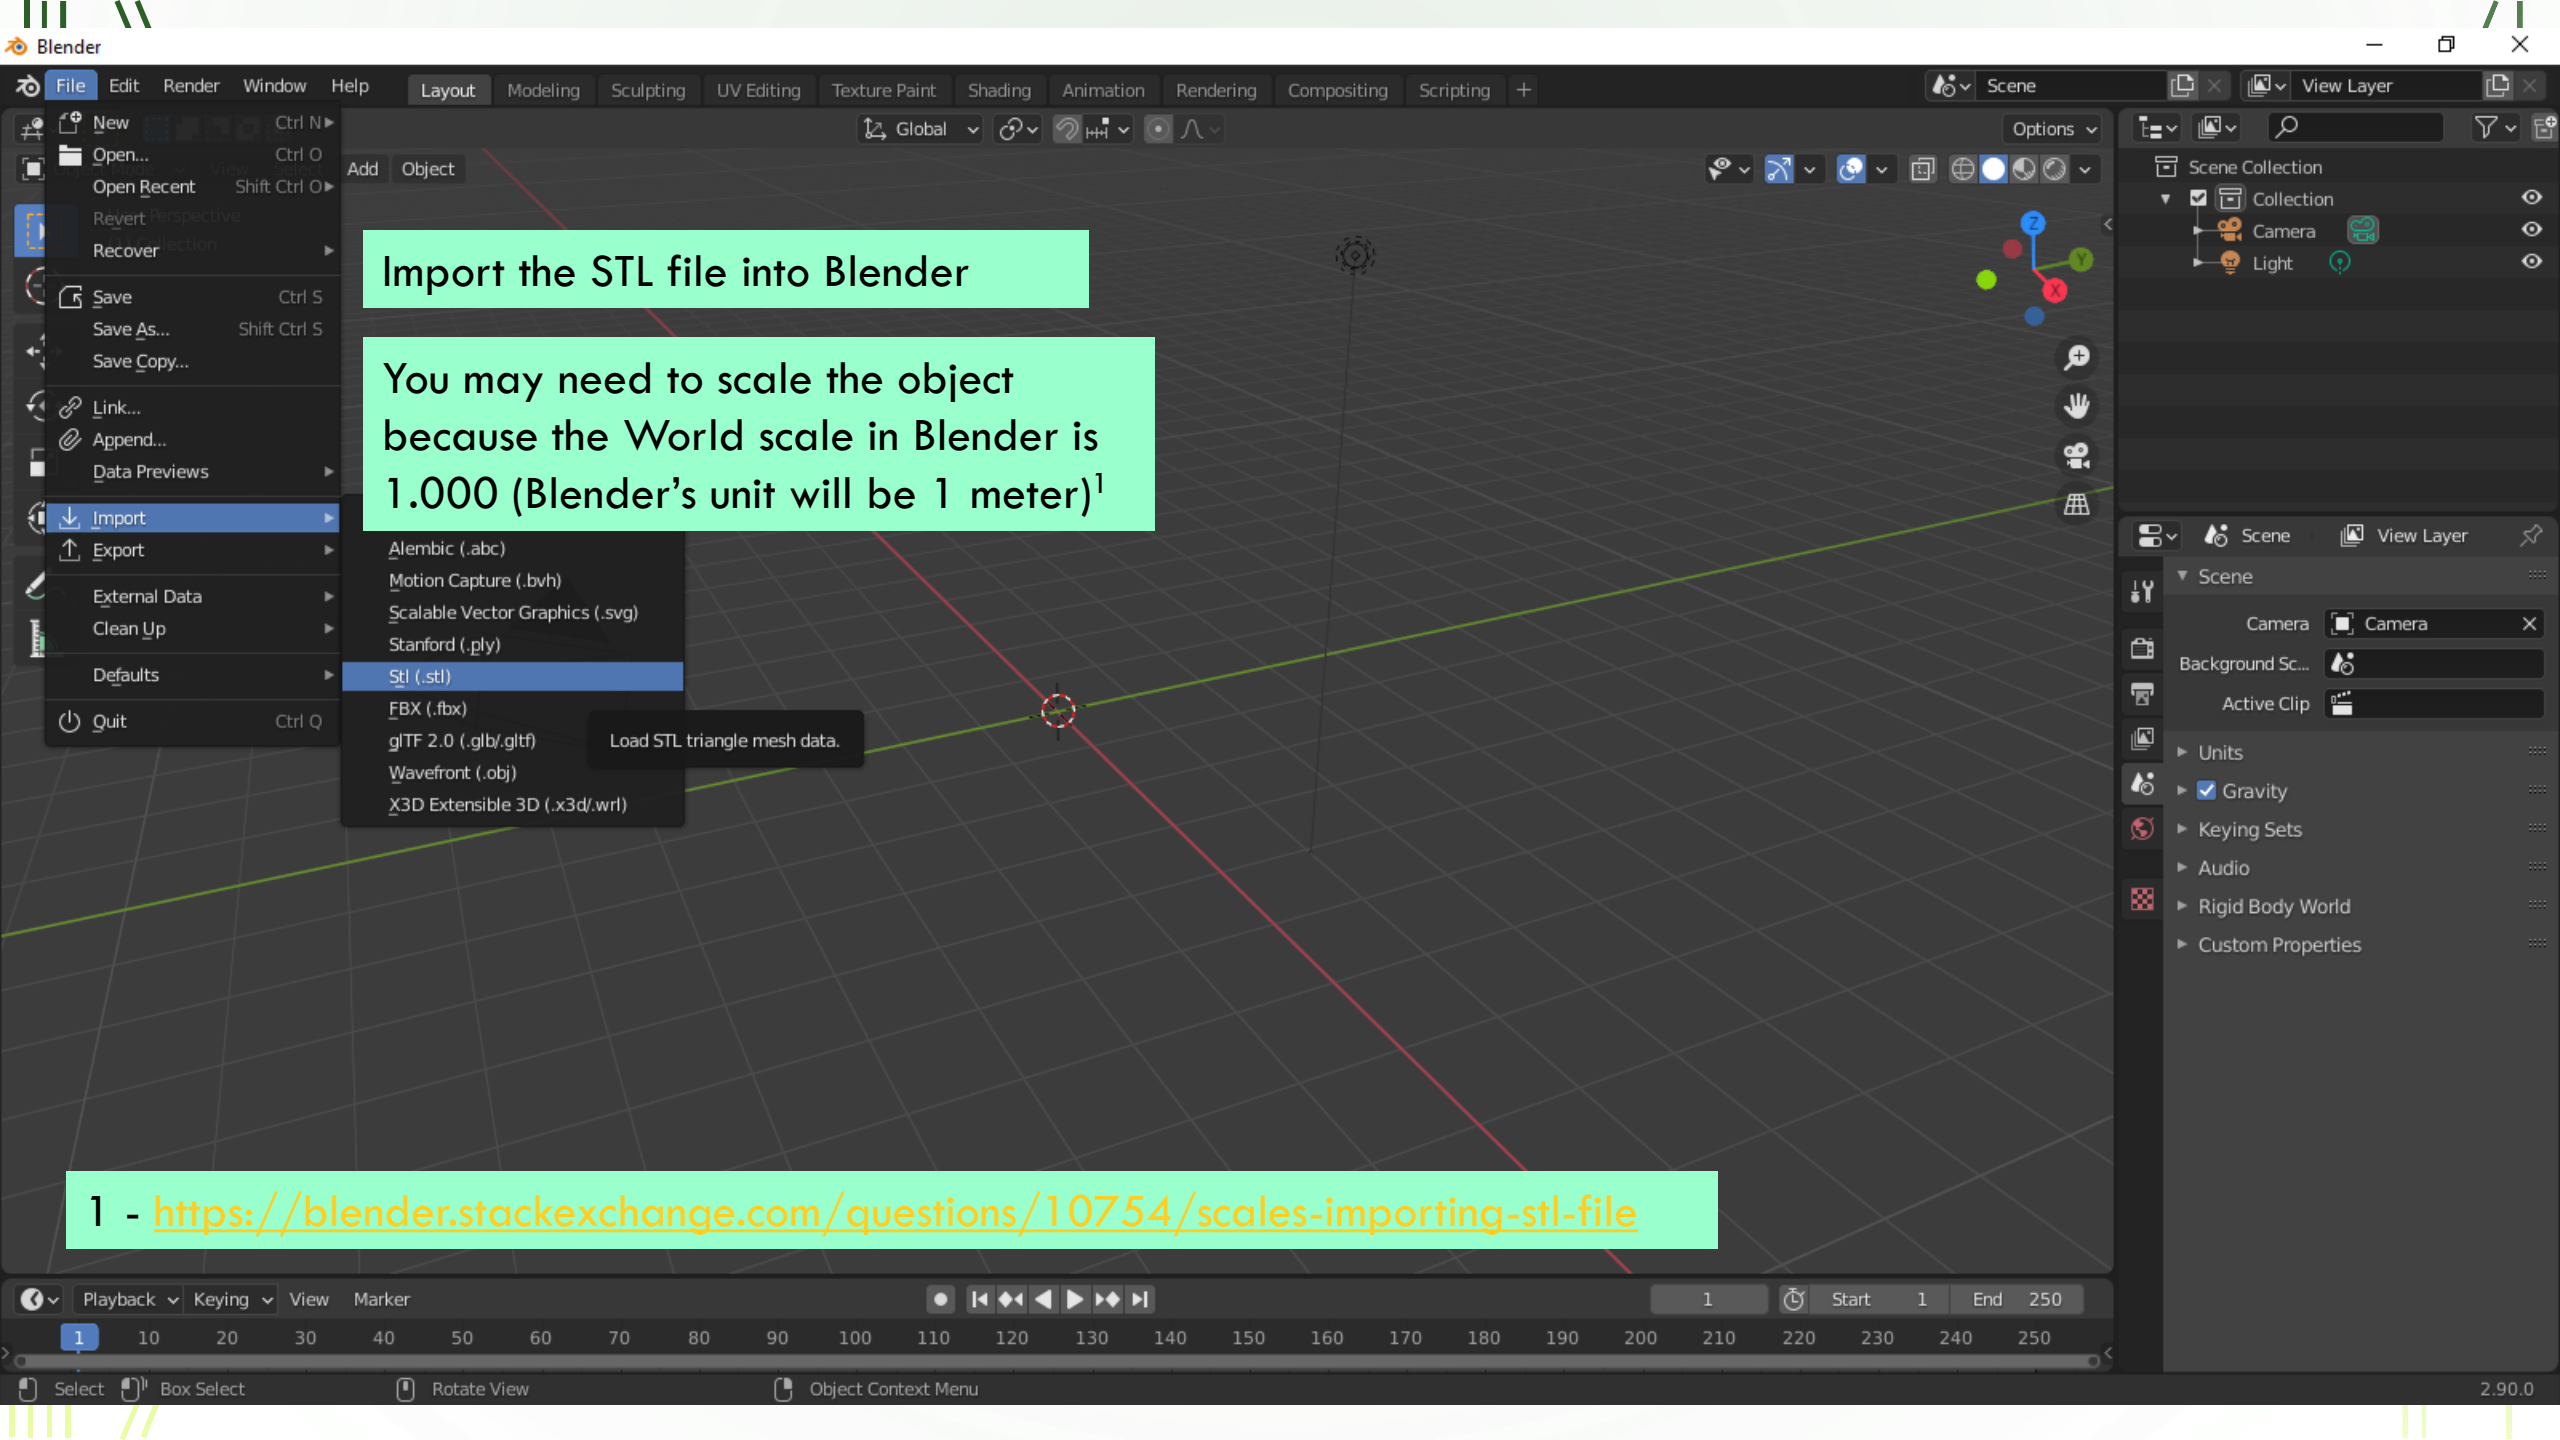 Blender
File Edit Render Window Help Layout Modeling Sculpting UV Editing Texture Paint Shading Animation Rendering Compositing Scripting + Scene View Layer
New Ctrl N
Open... Ctrl O
Open Recent Shift Ctrl O
Revert
Recover
Save Ctrl S
Save As... Shift Ctrl S
Save Copy...
Link...
Append...
Data Previews
Import
Export
External Data
Clean Up
Defaults
Quit Ctrl Q
Global
Options
Add Object
Perspective
Collection
Import the STL file into Blender
You may need to scale the object
because the World scale in Blender is
1.000 (Blender’s unit will be 1 meter)1
Alembic (.abc)
Motion Capture (.bvh)
Scalable Vector Graphics (.svg)
Stanford (.ply)
Stl (.stl)
FBX (.fbx)
glTF 2.0 (.glb/.gltf)
Wavefront (.obj)
X3D Extensible 3D (.x3d/.wrl)
Load STL triangle mesh data.
Z
Y
X
Scene Collection
Collection
Camera
Light
Scene View Layer
Scene
Camera Camera
Background Sc...
Active Clip
Units
Gravity
Keying Sets
Audio
Rigid Body World
Custom Properties
1 - https://blender.stackexchange.com/questions/10754/scales-importing-stl-file
Playback Keying View Marker 1 Start 1 End 250
1 10 20 30 40 50 60 70 80 90 100 110 120 130 140 150 160 170 180 190 200 210 220 230 240 250
Select Box Select Rotate View Object Context Menu 2.90.0